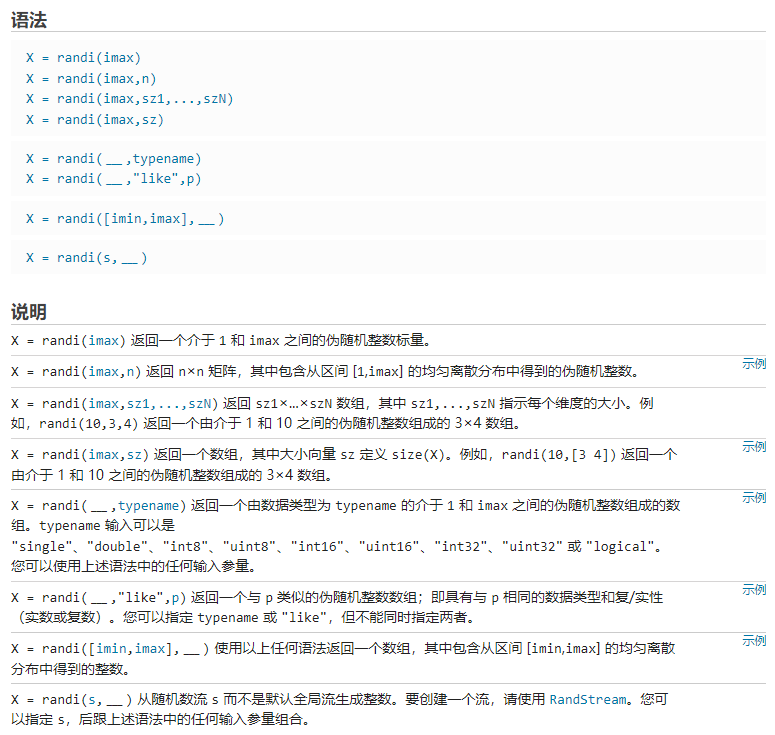 语法
X = randi(imax)
X = randi(imax,n)
X = randi(imax,sz1,...,szN)
X = randi(imax,sz)
X = randi(__,typename)
X = randi(__,"like",p)
X = randi([imin,imax],__)
X = randi(s,__)
说明
X = randi(imax) 返回一个介于 1 和 imax 之间的伪随机整数标量。
示例
X = randi(imax,n) 返回 n×n 矩阵，其中包含从区间 [1,imax] 的均匀离散分布中得到的伪随机整数。
X = randi(imax,sz1,...,szN) 返回 sz1×…×szN 数组，其中 sz1,...,szN 指示每个维度的大小。例
如，randi(10,3,4) 返回一个由介于 1 和 10 之间的伪随机整数组成的 3×4 数组。
示例
X = randi(imax,sz) 返回一个数组，其中大小向量 sz 定义 size(X)。例如，randi(10,[3 4]) 返回一个
由介于 1 和 10 之间的伪随机整数组成的 3×4 数组。
示例
X = randi(__,typename) 返回一个由数据类型为 typename 的介于 1 和 imax 之间的伪随机整数组成的数
组。typename 输入可以是
"single"、"double"、"int8"、"uint8"、"int16"、"uint16"、"int32"、"uint32" 或 "logical"。
您可以使用上述语法中的任何输入参量。
示例
X = randi(__,"like",p) 返回一个与 p 类似的伪随机整数数组；即具有与 p 相同的数据类型和复/实性
（实数或复数）。您可以指定 typename 或 "like"，但不能同时指定两者。
示例
X = randi([imin,imax],__) 使用以上任何语法返回一个数组，其中包含从区间 [imin,imax] 的均匀离散
分布中得到的整数。
X = randi(s,__) 从随机数流 s 而不是默认全局流生成整数。要创建一个流，请使用 RandStream。您可
以指定 s，后跟上述语法中的任何输入参量组合。